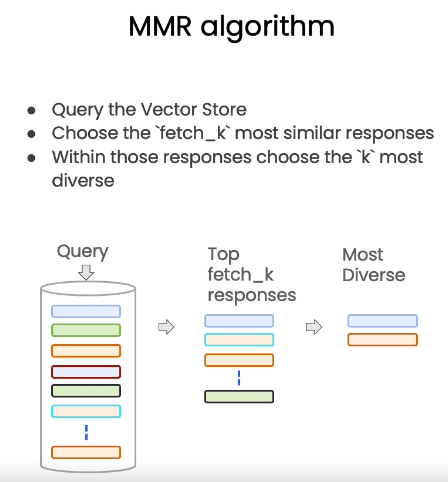 MMR algorithm
● Query the Vector Store
● Choose the `fetch_k` most similar responses
● Within those responses choose the `k` most
diverse
Query
Top
fetch_k
responses
Most
Diverse